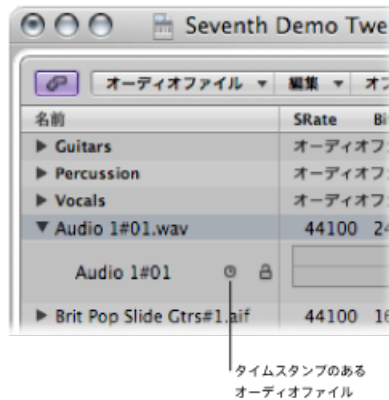 Seventh Demo Twe
オーディオファイル 編集 オフ
名前 SRate Bi
Guitars オーディオフ
Percussion オーディオフ
Vocals オーディオフ
Audio 1#01.wav 44100 24
Audio 1#01
Brit Pop Slide Gtrs#1.aif 44100 16
タイムスタンプのある
オーディオファイル